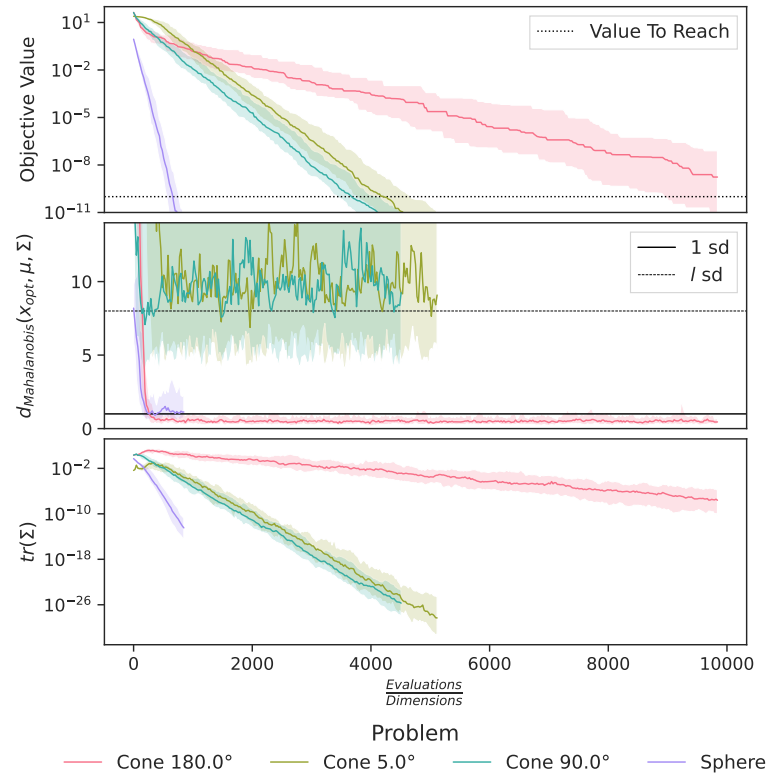 10^1
10^−2
10^−5
10^−8
10^−11
Objective Value
Value To Reach
10
5
0
d_Mahalanobis(x_opt, μ, Σ)
1 sd
l sd
10^−2
10^−10
10^−18
10^−26
tr(Σ)
0 2000 4000 6000 8000 10000
Evaluations
Dimensions
Problem
Cone 180.0° Cone 5.0° Cone 90.0° Sphere